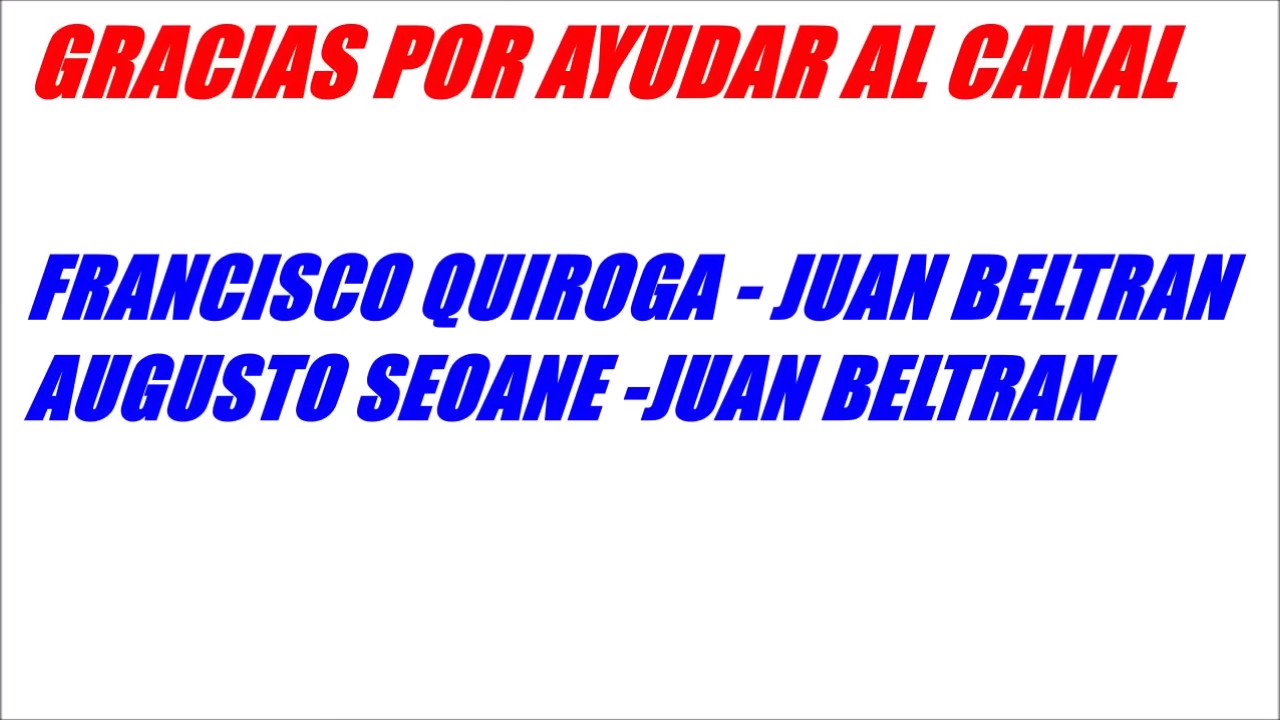 GRACIAS POR AYUDAR AL CANAL
FRANCISCO QUIROGA - JUAN BELTRAN
AUGUSTO SEOANE -JUAN BELTRAN